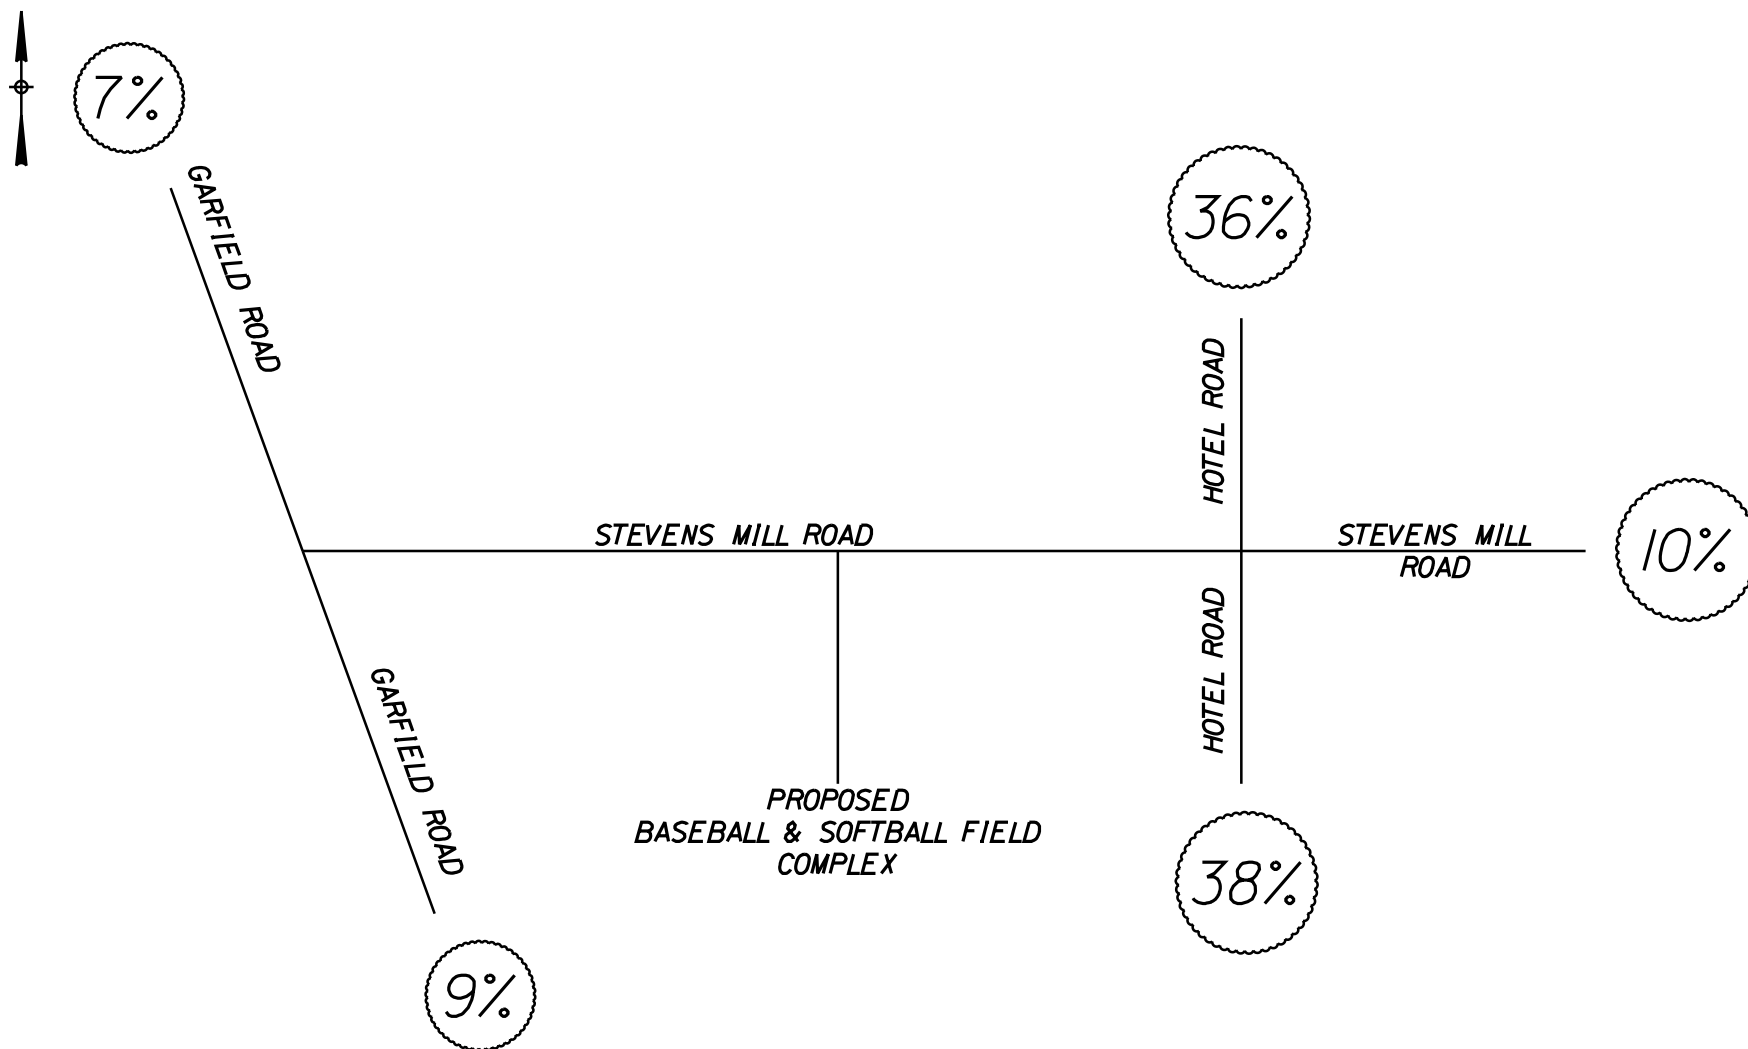 7%
GARFIELD ROAD
36%
HOTEL ROAD
STEVENS MILL ROAD
STEVENS MILL
ROAD
10%
HOTEL ROAD
GARFIELD ROAD
PROPOSED
BASEBALL & SOFTBALL FIELD
COMPLEX
38%
9%